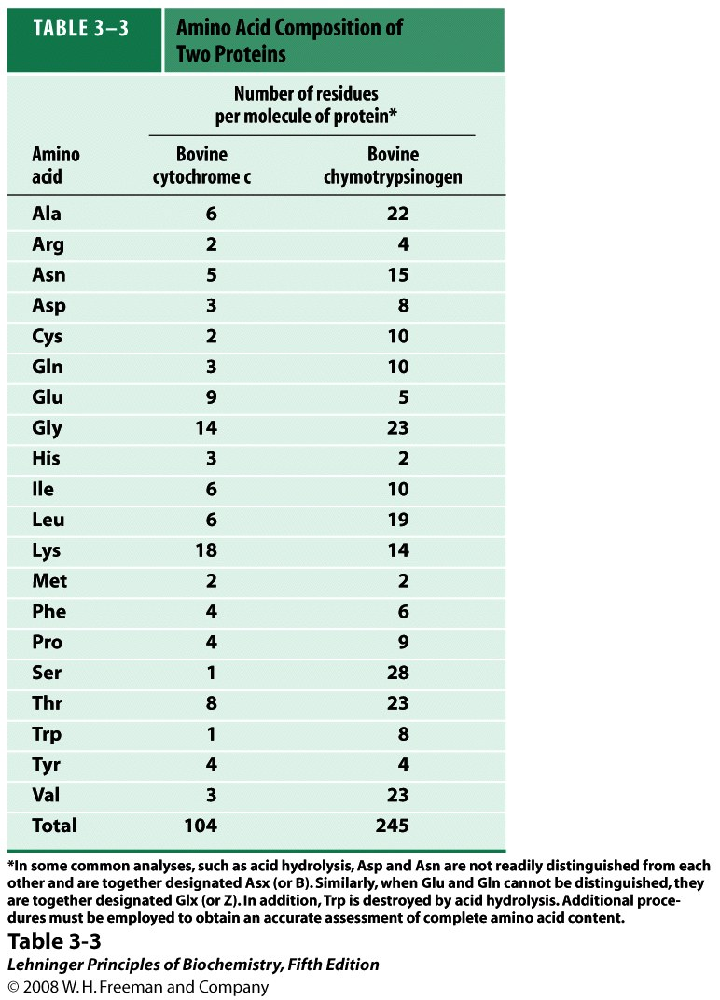 TABLE 3–3
Amino Acid Composition of
Two Proteins
Number of residues
per molecule of protein*
Amino
acid
Bovine
cytochrome c
Bovine
chymotrypsinogen
Ala 6 22
Arg 2 4
Asn 5 15
Asp 3 8
Cys 2 10
Gln 3 10
Glu 9 5
Gly 14 23
His 3 2
Ile 6 10
Leu 6 19
Lys 18 14
Met 2 2
Phe 4 6
Pro 4 9
Ser 1 28
Thr 8 23
Trp 1 8
Tyr 4 4
Val 3 23
Total 104 245
*In some common analyses, such as acid hydrolysis, Asp and Asn are not readily distinguished from each
other and are together designated Asx (or B). Similarly, when Glu and Gln cannot be distinguished, they
are together designated Glx (or Z). In addition, Trp is destroyed by acid hydrolysis. Additional proce-
dures must be employed to obtain an accurate assessment of complete amino acid content.
Table 3-3
Lehninger Principles of Biochemistry, Fifth Edition
© 2008 W. H. Freeman and Company